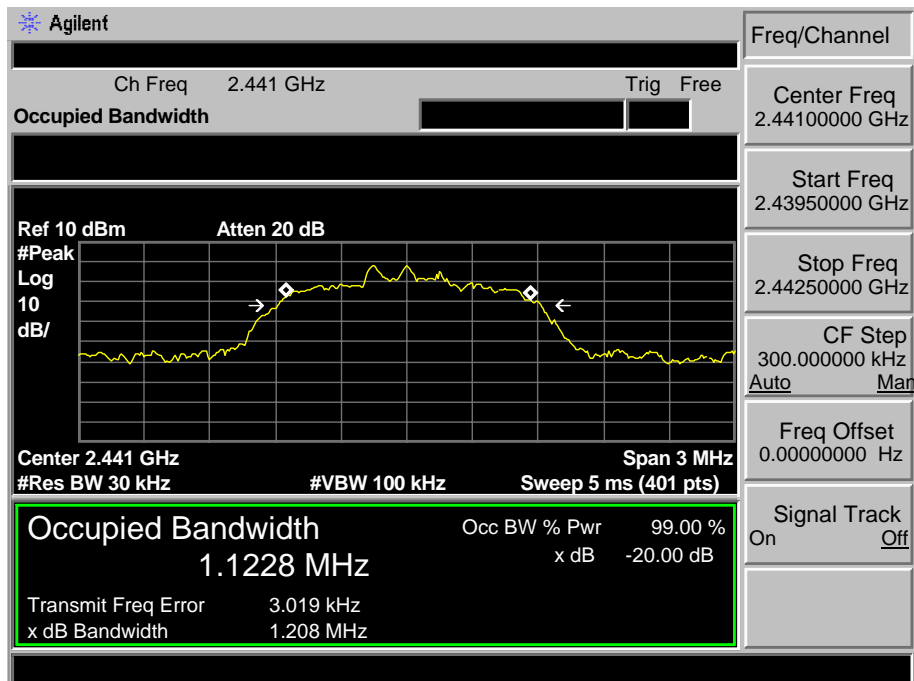 Agilent
Freq/Channel
Ch Freq 2.441 GHz Trig Free
Occupied Bandwidth
Center Freq
2.44100000 GHz
Start Freq
2.43950000 GHz
Ref 10 dBm Atten 20 dB
#Peak
Log
10
dB/
Stop Freq
2.44250000 GHz
CF Step
300.000000 kHz
Auto Man
Freq Offset
0.00000000 Hz
Center 2.441 GHz Span 3 MHz
#Res BW 30 kHz #VBW 100 kHz Sweep 5 ms (401 pts)
Signal Track
On Off
Occupied Bandwidth Occ BW % Pwr 99.00 %
1.1228 MHz x dB -20.00 dB
Transmit Freq Error 3.019 kHz
x dB Bandwidth 1.208 MHz